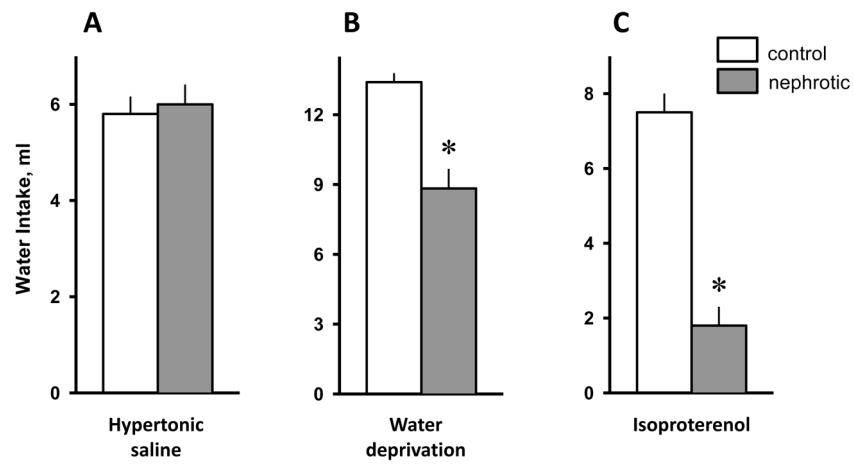 A
B
C
control
nephrotic
Water Intake, ml
6
4
2
0
Hypertonic
saline
12
9
6
3
0
*
Water
deprivation
8
6
4
2
0
*
Isoproterenol